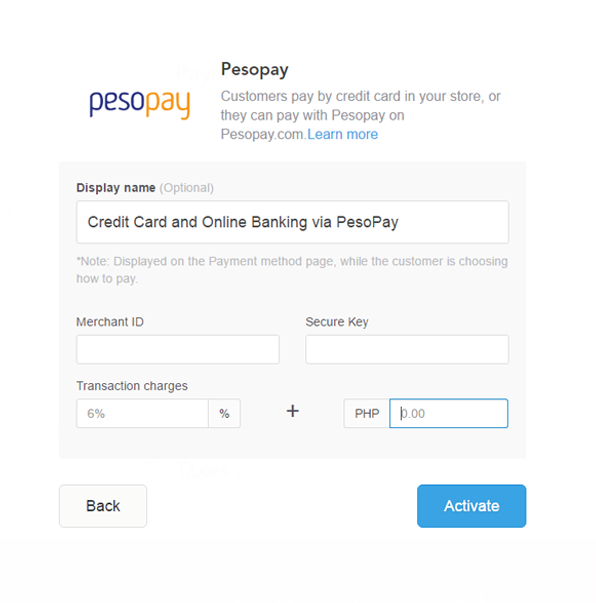 pesopay
Pesopay
Customers pay by credit card in your store, or
they can pay with Pesopay on
Pesopay.com.Learn more
Display name (Optional)
Credit Card and Online Banking via PesoPay
*Note: Displayed on the Payment method page, while the customer is choosing
how to pay.
Merchant ID Secure Key
Transaction charges
6% % + PHP 0.00
Back Activate